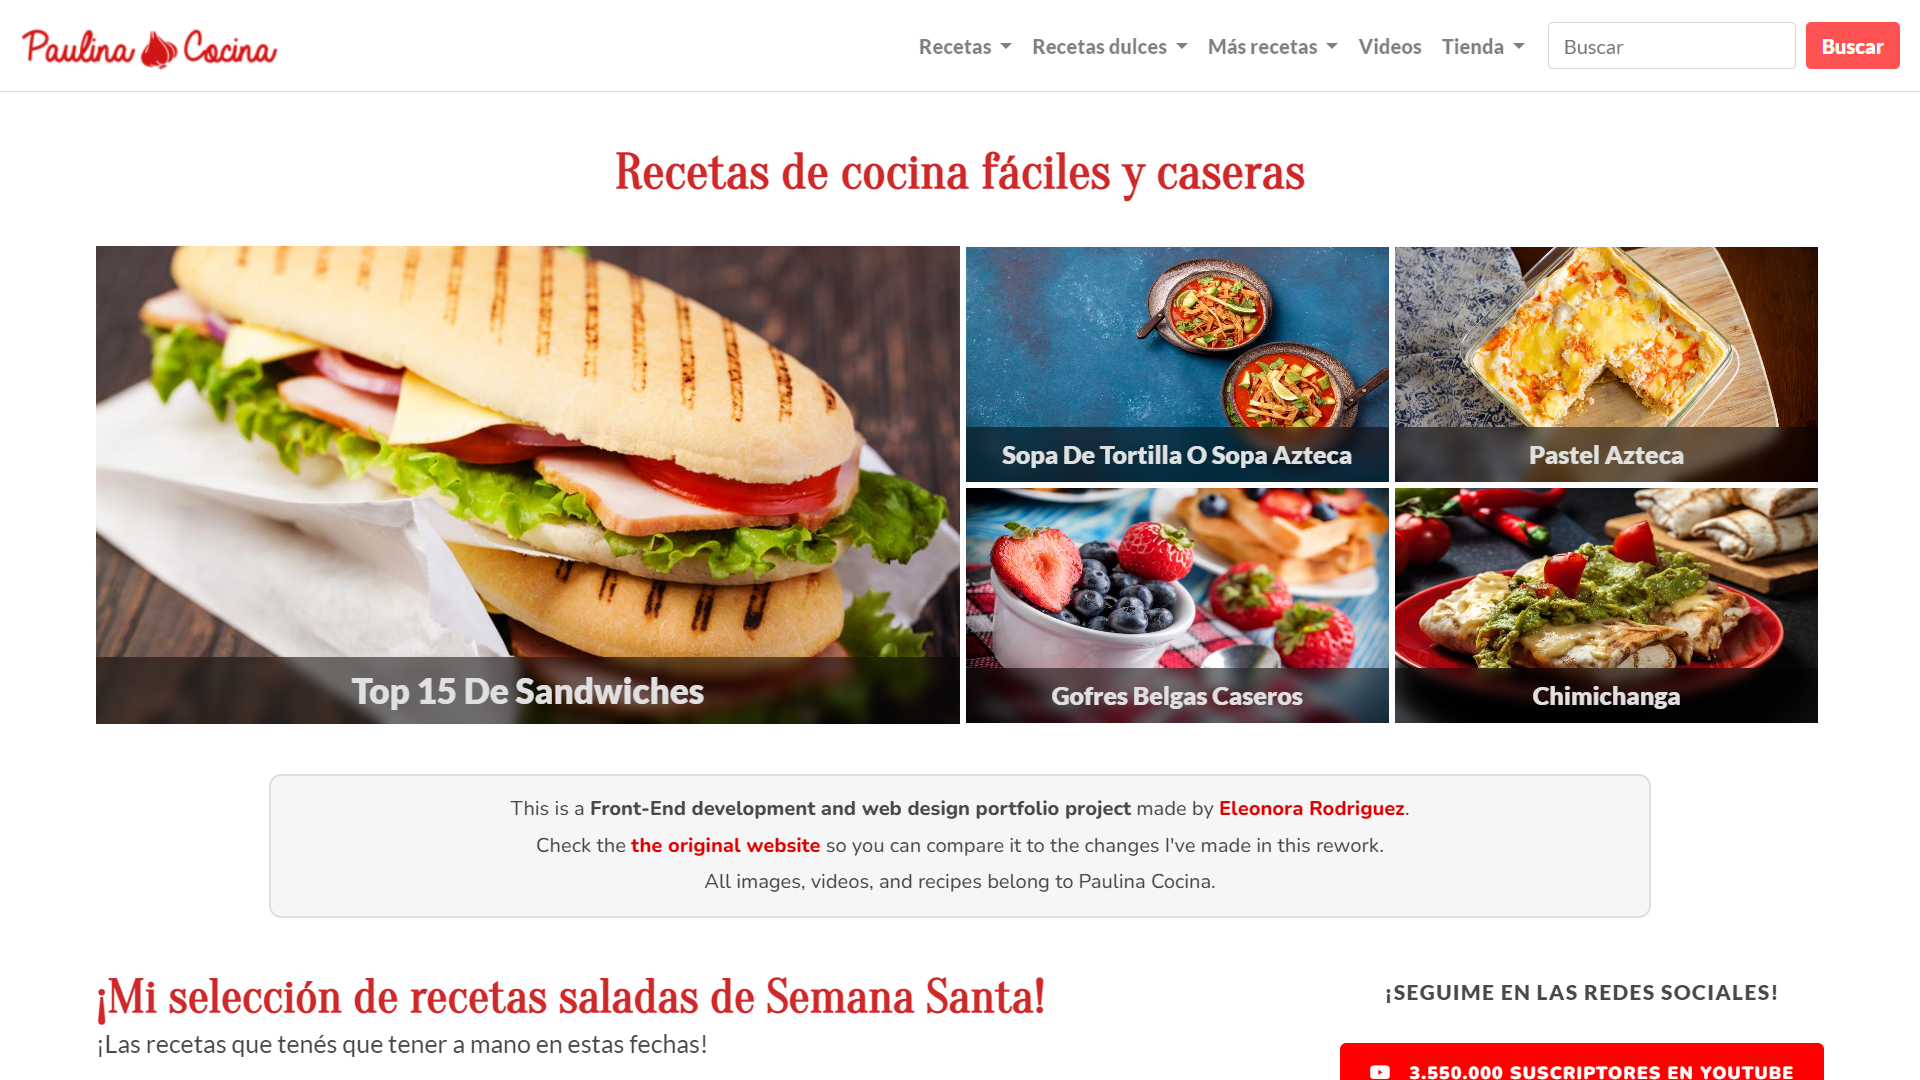 Paulina Cocina
Recetas
Recetas dulces
Más recetas
Videos
Tienda
Buscar
Buscar
Recetas de cocina fáciles y caseras
Top 15 De Sandwiches
Sopa De Tortilla O Sopa Azteca
Pastel Azteca
Gofres Belgas Caseros
Chimichanga
This is a Front-End development and web design portfolio project made by Eleonora Rodriguez.
Check the the original website so you can compare it to the changes I've made in this rework.
All images, videos, and recipes belong to Paulina Cocina.
¡Mi selección de recetas saladas de Semana Santa!
¡Las recetas que tenés que tener a mano en estas fechas!
¡SEGUIME EN LAS REDES SOCIALES!
3.550.000 SUSCRIPTORES EN YOUTUBE